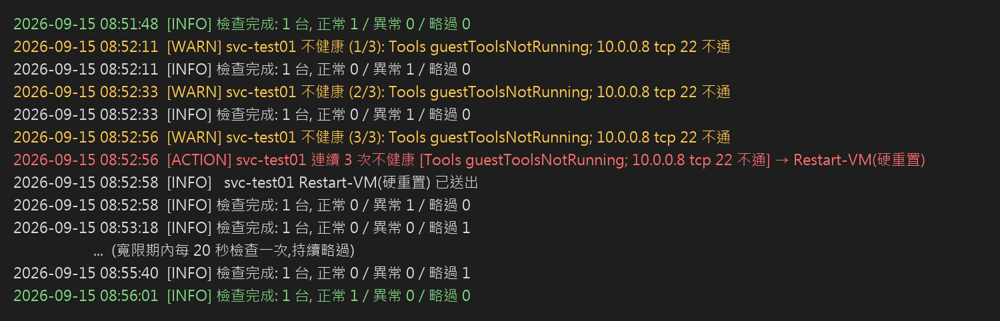 2026-09-15 08:51:48 [INFO] 檢查完成: 1 台, 正常 1 / 異常 0 / 略過 0
2026-09-15 08:52:11 [WARN] svc-test01 不健康 (1/3): Tools guestToolsNotRunning; 10.0.0.8 tcp 22 不通
2026-09-15 08:52:11 [INFO] 檢查完成: 1 台, 正常 0 / 異常 1 / 略過 0
2026-09-15 08:52:33 [WARN] svc-test01 不健康 (2/3): Tools guestToolsNotRunning; 10.0.0.8 tcp 22 不通
2026-09-15 08:52:33 [INFO] 檢查完成: 1 台, 正常 0 / 異常 1 / 略過 0
2026-09-15 08:52:56 [WARN] svc-test01 不健康 (3/3): Tools guestToolsNotRunning; 10.0.0.8 tcp 22 不通
2026-09-15 08:52:56 [ACTION] svc-test01 連續 3 次不健康 [Tools guestToolsNotRunning; 10.0.0.8 tcp 22 不通] → Restart-VM(硬重置)
2026-09-15 08:52:58 [INFO] svc-test01 Restart-VM(硬重置) 已送出
2026-09-15 08:52:58 [INFO] 檢查完成: 1 台, 正常 0 / 異常 1 / 略過 0
2026-09-15 08:53:18 [INFO] 檢查完成: 1 台, 正常 0 / 異常 0 / 略過 1
... (寬限期內每 20 秒檢查一次,持續略過)
2026-09-15 08:55:40 [INFO] 檢查完成: 1 台, 正常 0 / 異常 0 / 略過 1
2026-09-15 08:56:01 [INFO] 檢查完成: 1 台, 正常 1 / 異常 0 / 略過 0